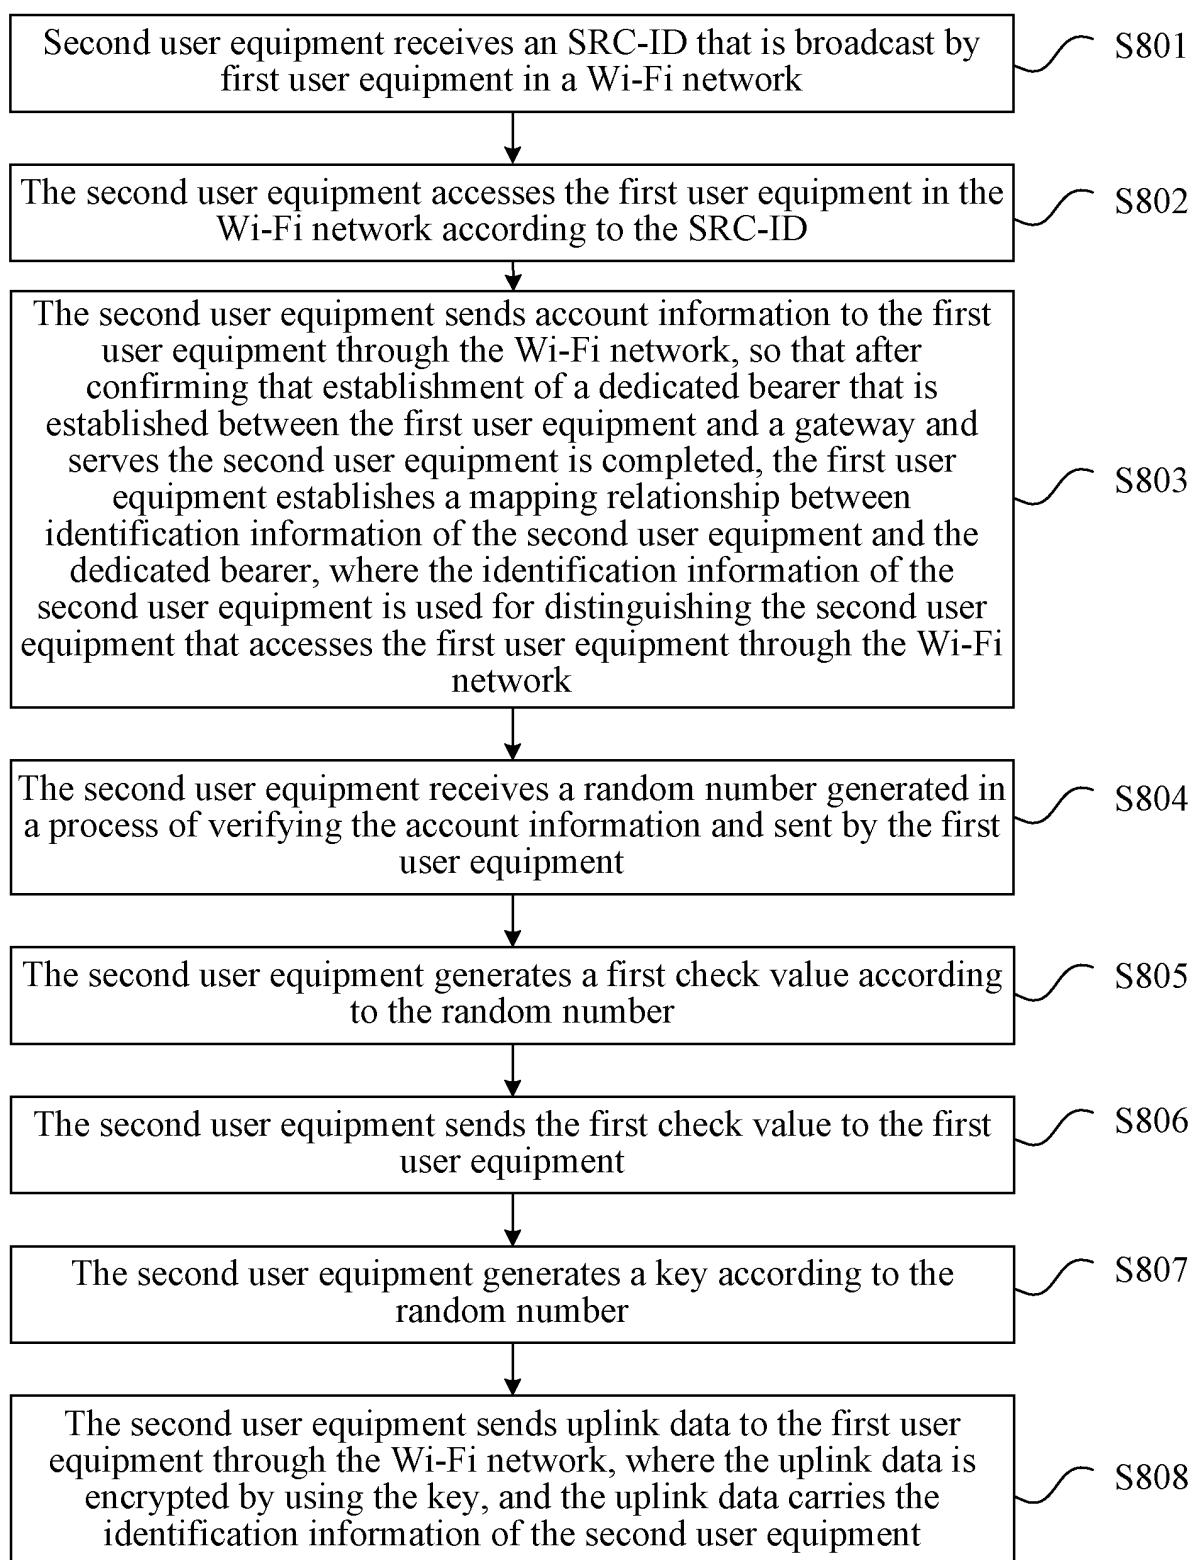 Second user equipment receives an SRC-ID that is broadcast by
first user equipment in a Wi-Fi network
S801
The second user equipment accesses the first user equipment in the
Wi-Fi network according to the SRC-ID
S802
The second user equipment sends account information to the first
user equipment through the Wi-Fi network, so that after
confirming that establishment of a dedicated bearer that is
established between the first user equipment and a gateway and
serves the second user equipment is completed, the first user
equipment establishes a mapping relationship between
identification information of the second user equipment and the
dedicated bearer, where the identification information of the
second user equipment is used for distinguishing the second user
equipment that accesses the first user equipment through the Wi-Fi
network
S803
The second user equipment receives a random number generated in
a process of verifying the account information and sent by the first
user equipment
S804
The second user equipment generates a first check value according
to the random number
S805
The second user equipment sends the first check value to the first
user equipment
S806
The second user equipment generates a key according to the
random number
S807
The second user equipment sends uplink data to the first user
equipment through the Wi-Fi network, where the uplink data is
encrypted by using the key, and the uplink data carries the
identification information of the second user equipment
S808